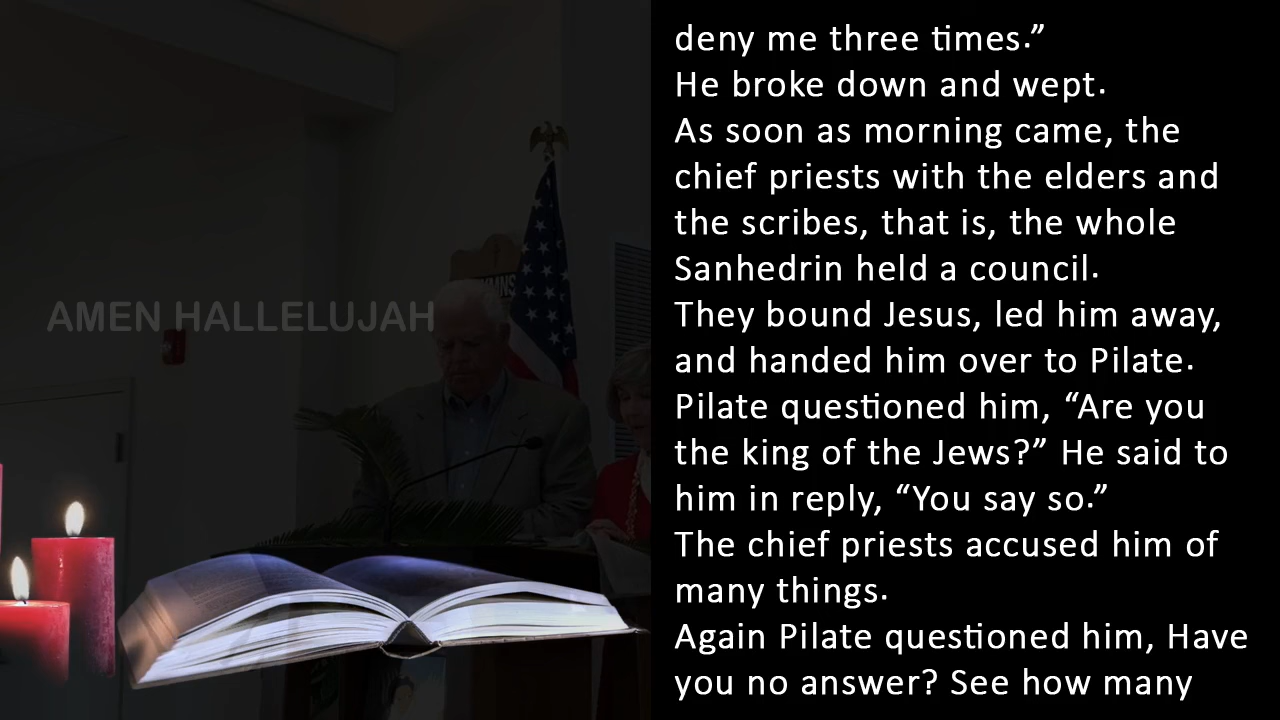 AMEN HALLELUJAH
deny me three times.”
He broke down and wept.
As soon as morning came, the
chief priests with the elders and
the scribes, that is, the whole
Sanhedrin held a council.
They bound Jesus, led him away,
and handed him over to Pilate.
Pilate questioned him, “Are you
the king of the Jews?” He said to
him in reply, “You say so.”
The chief priests accused him of
many things.
Again Pilate questioned him, Have
you no answer? See how many